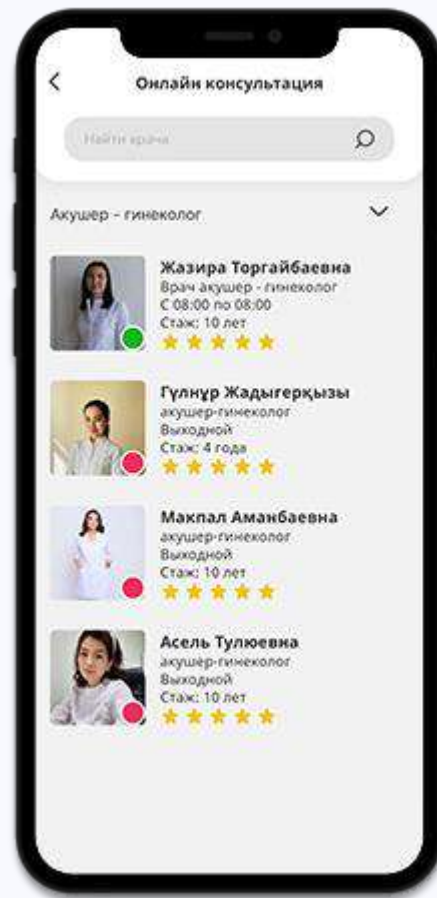 Онлайн консультация
Найти врача
Акушер - гинеколог
Жазира Торгайбаевна
Врач акушер - гинеколог
С 08:00 по 08:00
Стаж: 10 лет
Гүлнұр Жадыгерқызы
акушер-гинеколог
Выходной
Стаж: 4 года
Макпал Аманбаевна
акушер-гинеколог
Выходной
Стаж: 10 лет
Асель Тулюевна
акушер-гинеколог
Выходной
Стаж: 10 лет